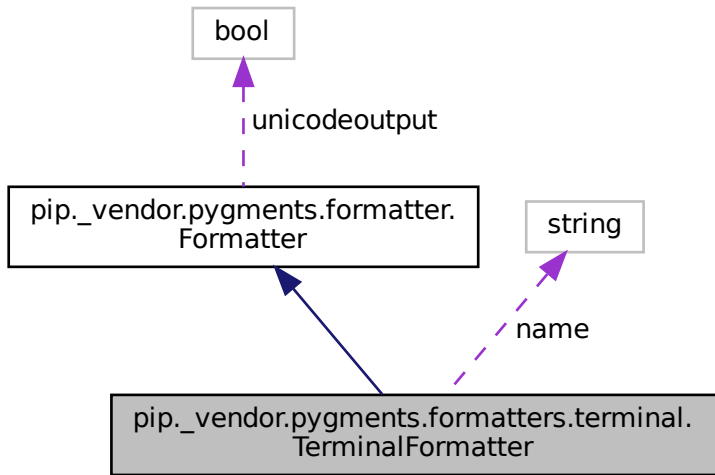 bool
unicodeoutput
pip._vendor.pygments.formatter.
Formatter
string
name
pip._vendor.pygments.formatters.terminal.
TerminalFormatter